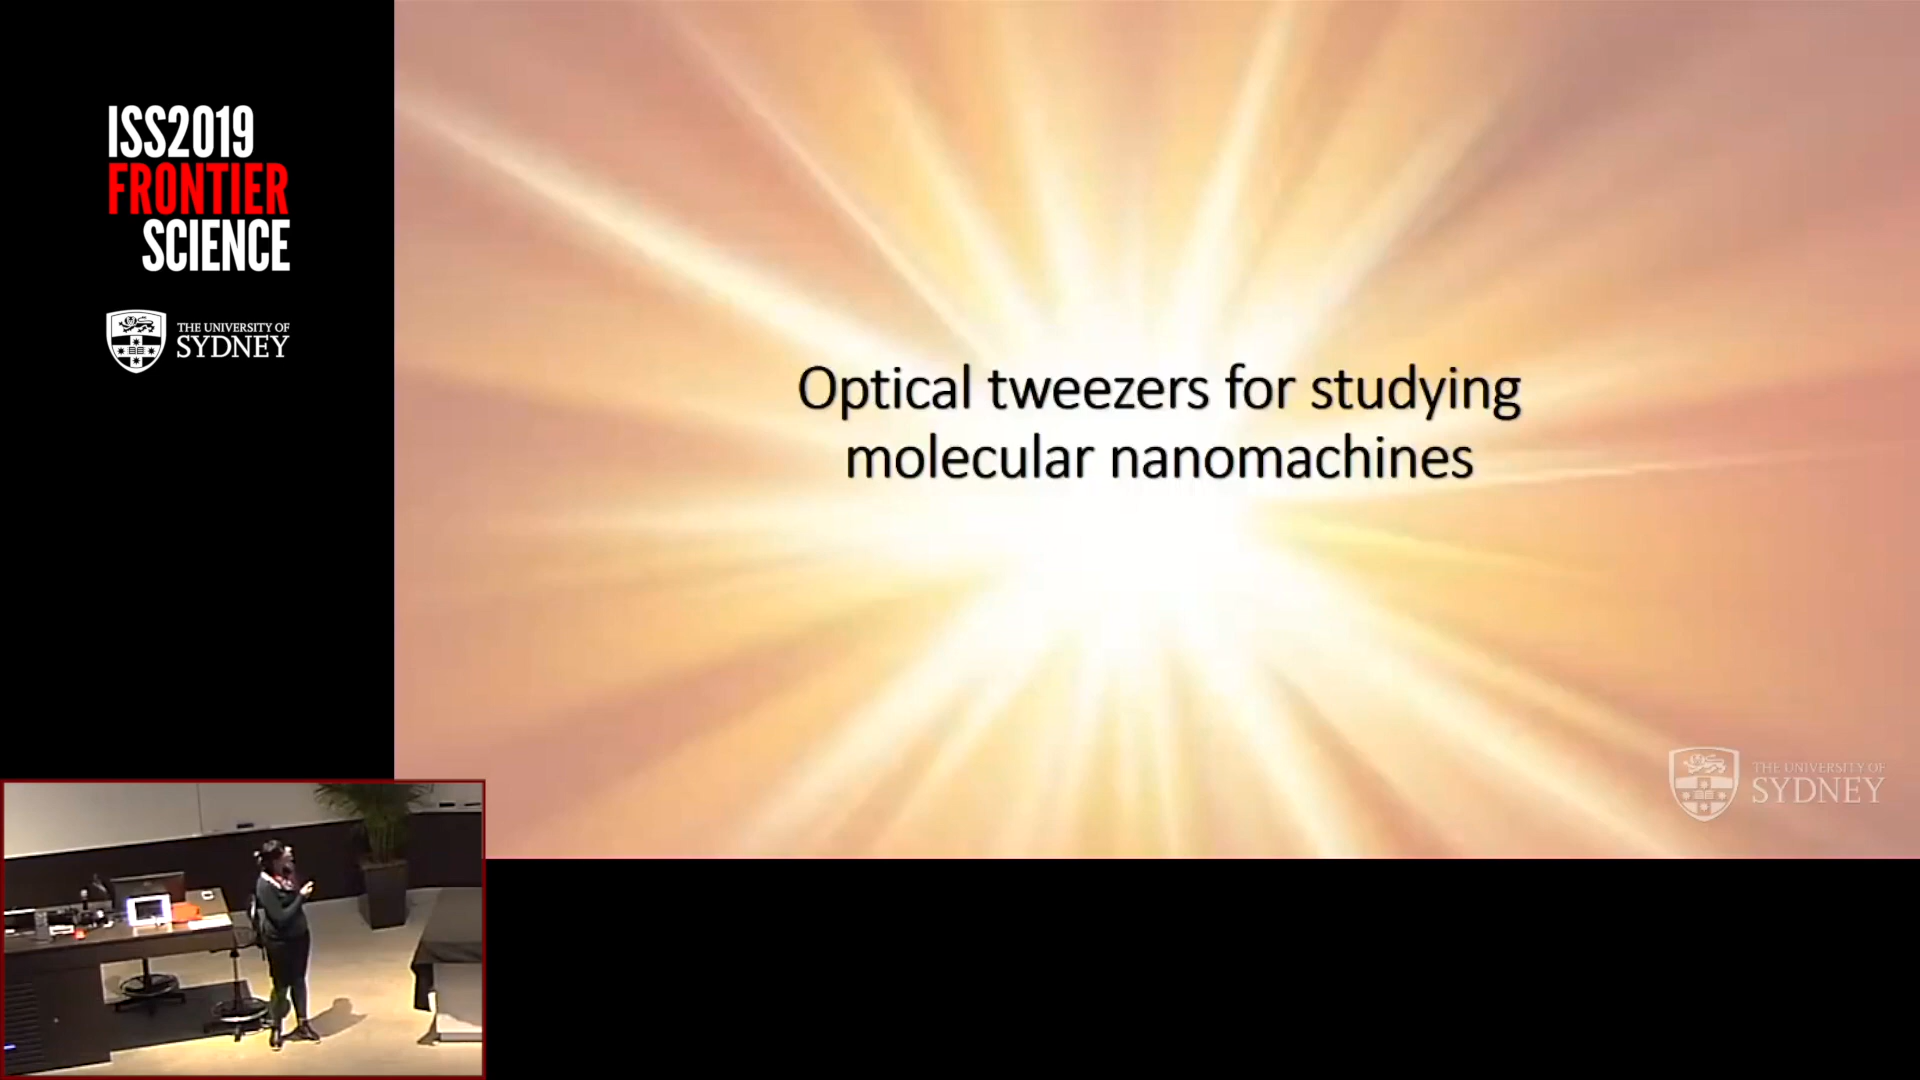 ISS2019
FRONTIER
SCIENCE
THE UNIVERSITY OF
SYDNEY
Optical tweezers for studying
molecular nanomachines
THE UNIVERSITY OF
SYDNEY